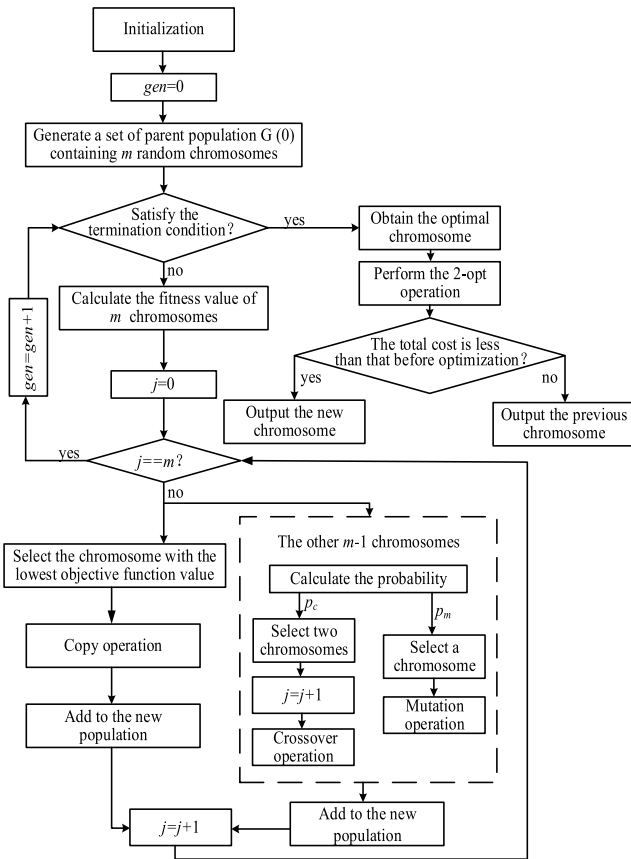 Initialization
gen=0
Generate a set of parent population G (0)
containing m random chromosomes
Satisfy the
termination condition?
yes
no
Obtain the optimal
chromosome
Perform the 2-opt
operation
The total cost is less
than that before optimization?
yes
no
Output the new
chromosome
Output the previous
chromosome
Calculate the fitness value of
m chromosomes
gen=gen+1
j=0
j==m?
yes
no
Select the chromosome with the
lowest objective function value
Copy operation
Add to the new
population
The other m-1 chromosomes
Calculate the probability
pc
pm
Select two
chromosomes
j=j+1
Crossover
operation
Select a
chromosome
Mutation
operation
Add to the new
population
j=j+1